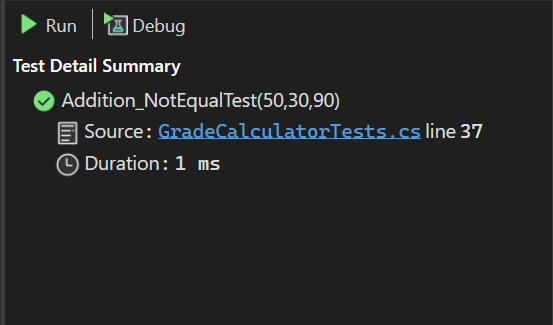 Run Debug
Test Detail Summary
Addition_NotEqualTest(50,30,90)
Source: GradeCalculatorTests.cs line 37
Duration: 1 ms